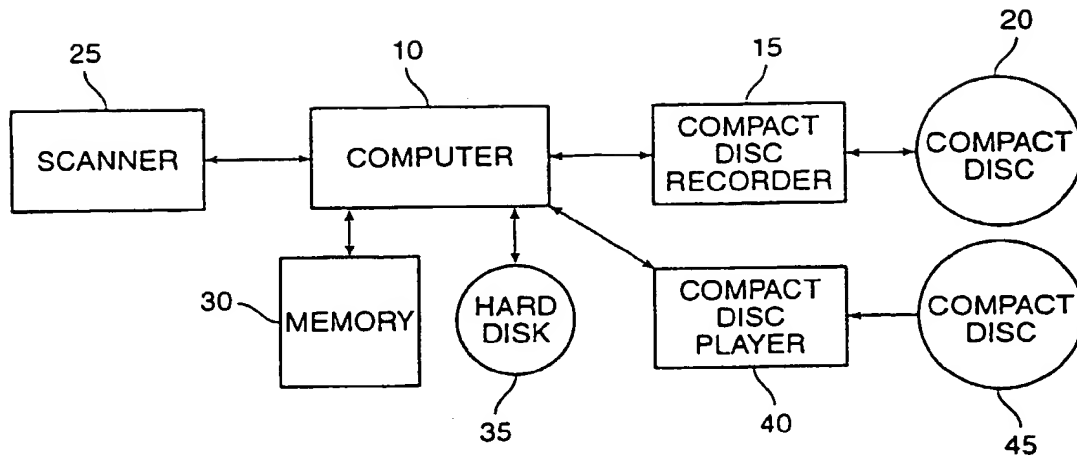 25
10
15
20
SCANNER
COMPUTER
COMPACT
DISC
RECORDER
COMPACT
DISC
30
MEMORY
HARD
DISK
COMPACT
DISC
PLAYER
COMPACT
DISC
35
40
45